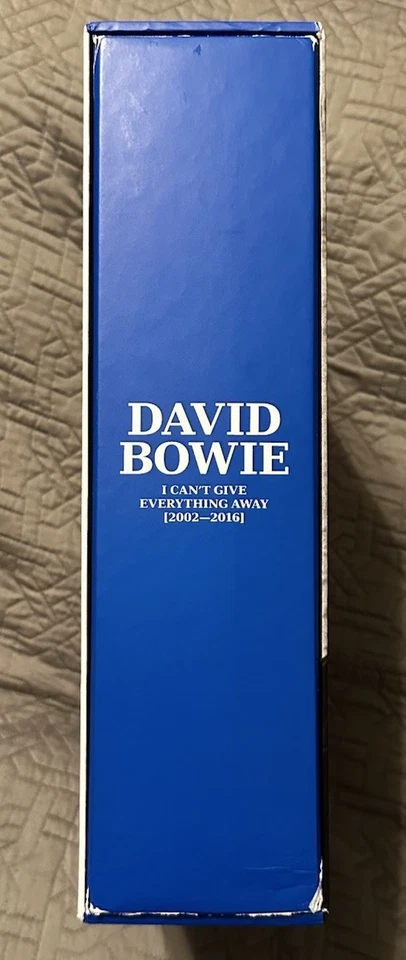 DAVID
BOWIE
I CAN'T GIVE
EVERYTHING AWAY
[2002—2016]